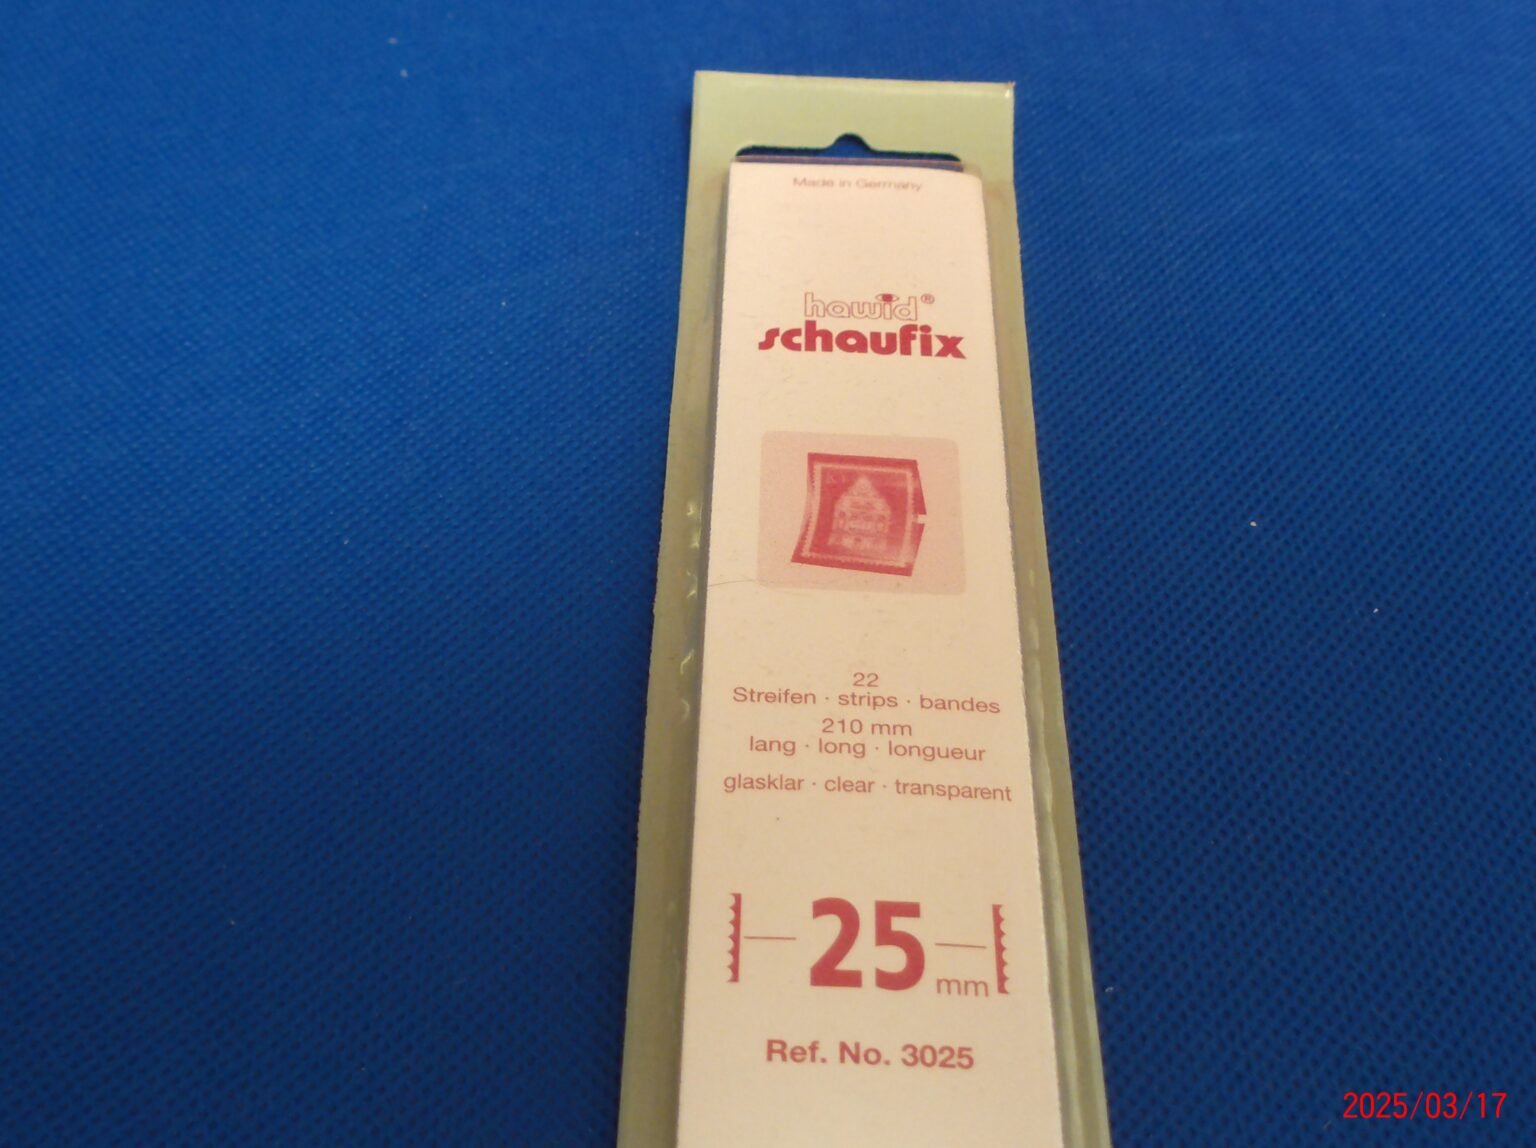 Made in Germany
hawid®
schaufix
22
Streifen · strips · bandes
210 mm
lang · long · longueur
glasklar · clear · transparent
25 mm
Ref. No. 3025
2025/03/17